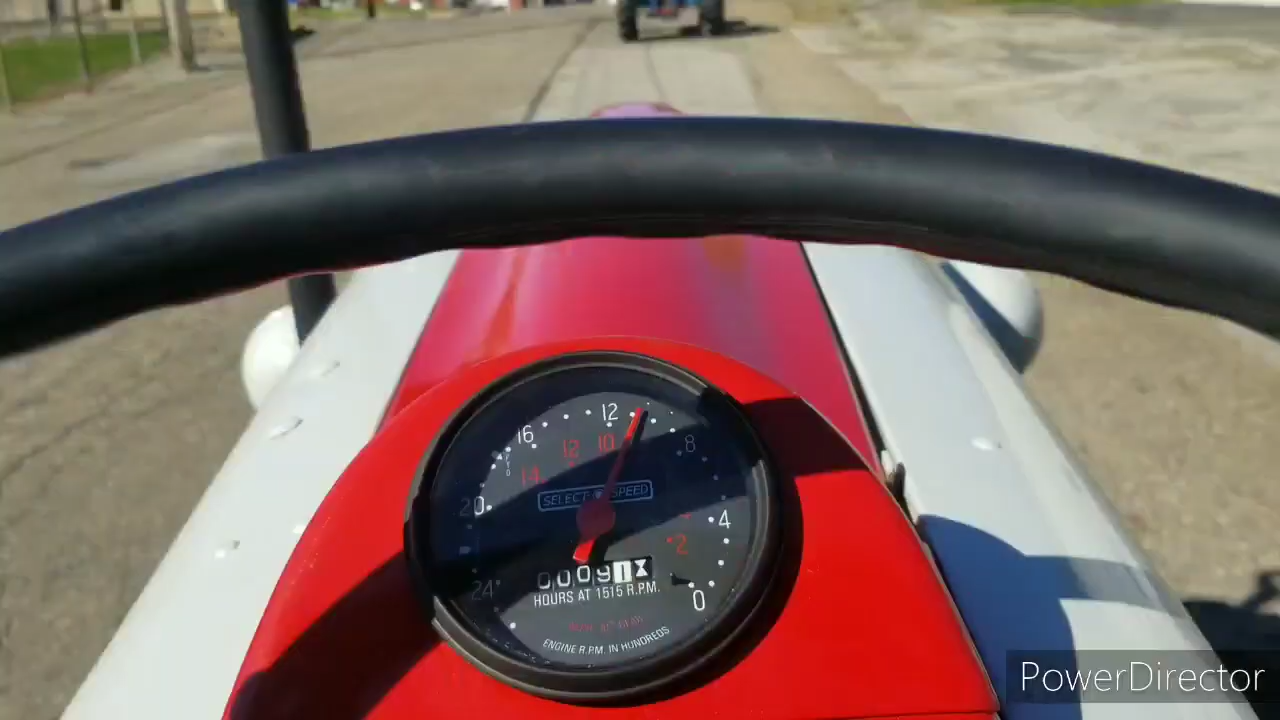 12
16
12 10
8
14
SELECT-O-SPEED
20
4
2
00091
24
HOURS AT 1515 R.P.M.
0
ENGINE R.P.M. IN HUNDREDS
PowerDirector